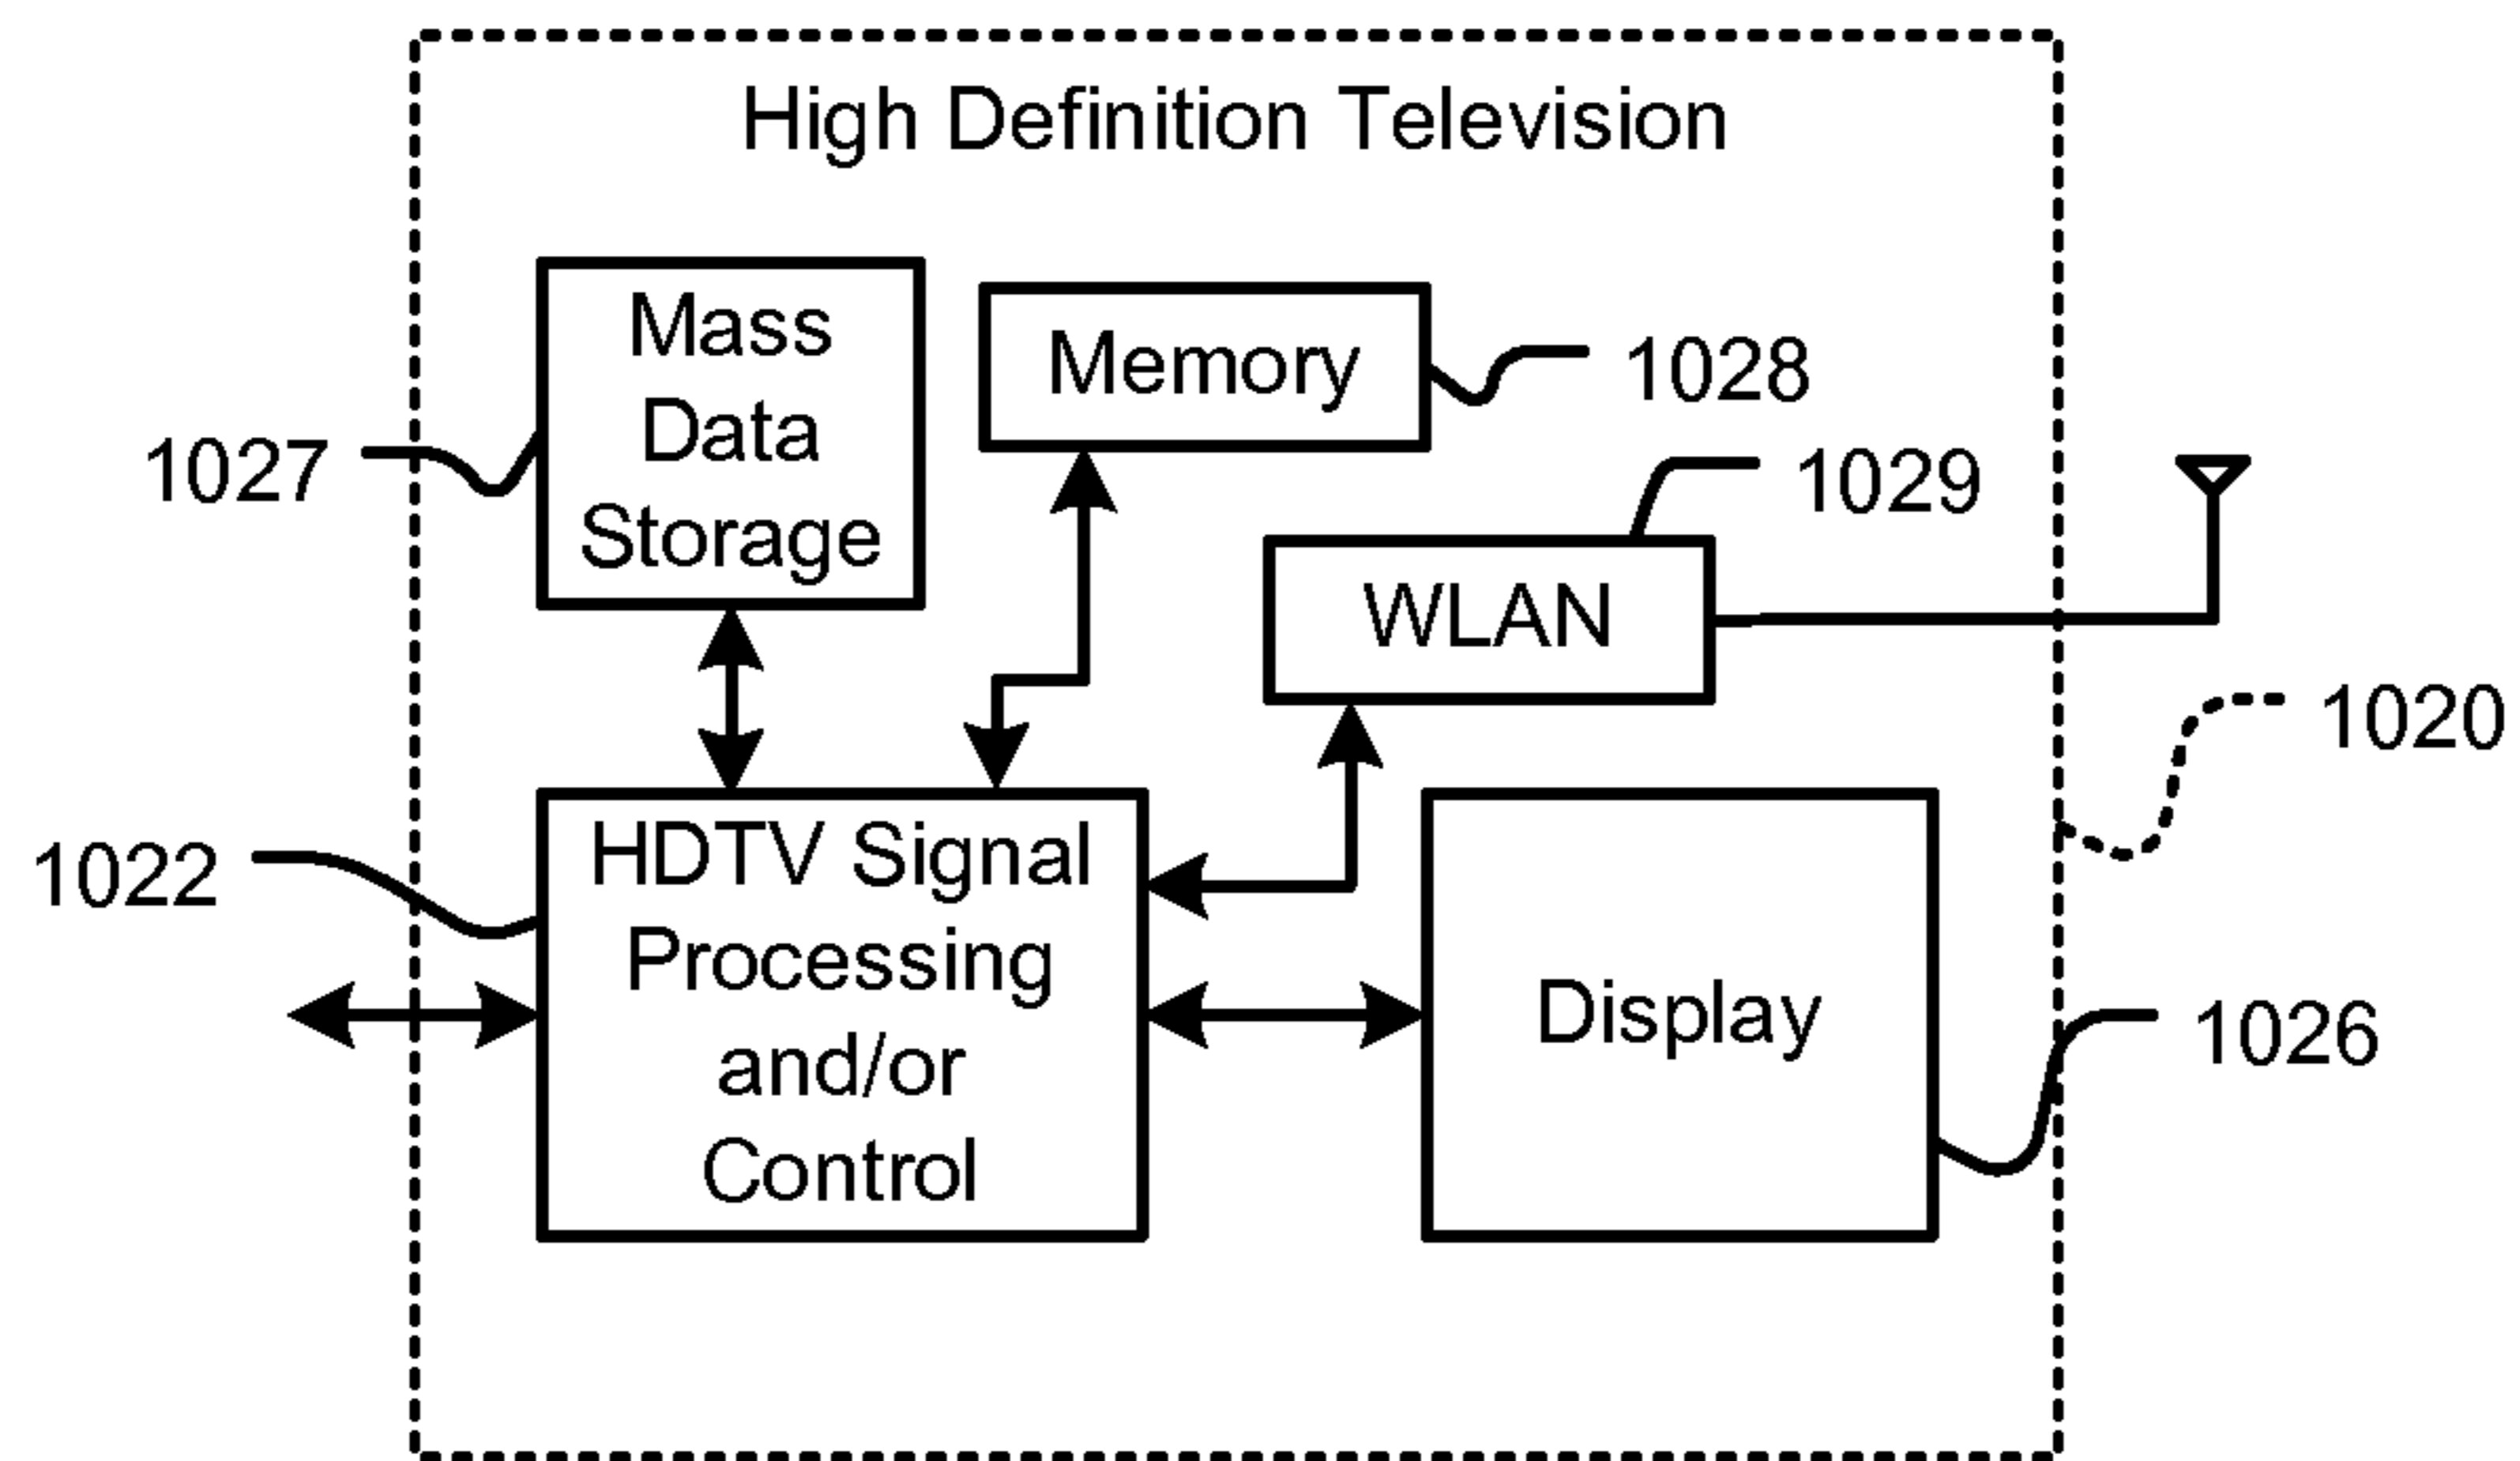 High Definition Television
Mass
Data
Storage
Memory
1028
1027
1029
WLAN
1020
HDTV Signal
Processing
and/or
Control
1022
Display
1026